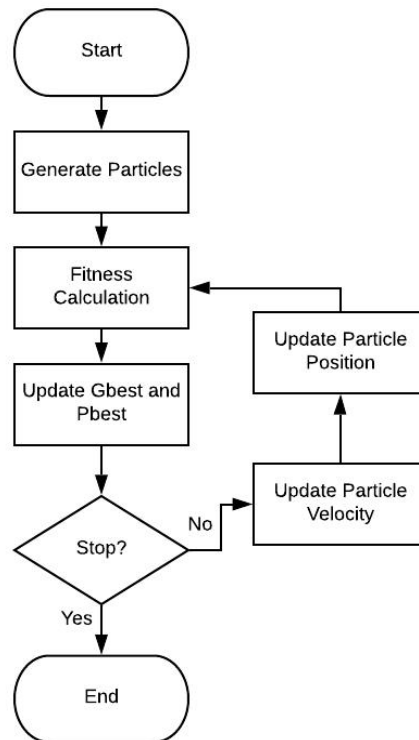 Start
Generate Particles
Fitness
Calculation
Update Gbest and
Pbest
Stop?
No
Yes
End
Update Particle
Velocity
Update Particle
Position